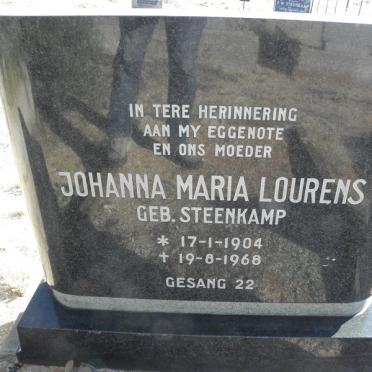 IN TERE HERINNERING
AAN MY EGGENOTE
EN ONS MOEDER
JOHANNA MARIA LOURENS
GEB. STEENKAMP
* 17-1-1904
✝ 19-8-1968
GESANG 22